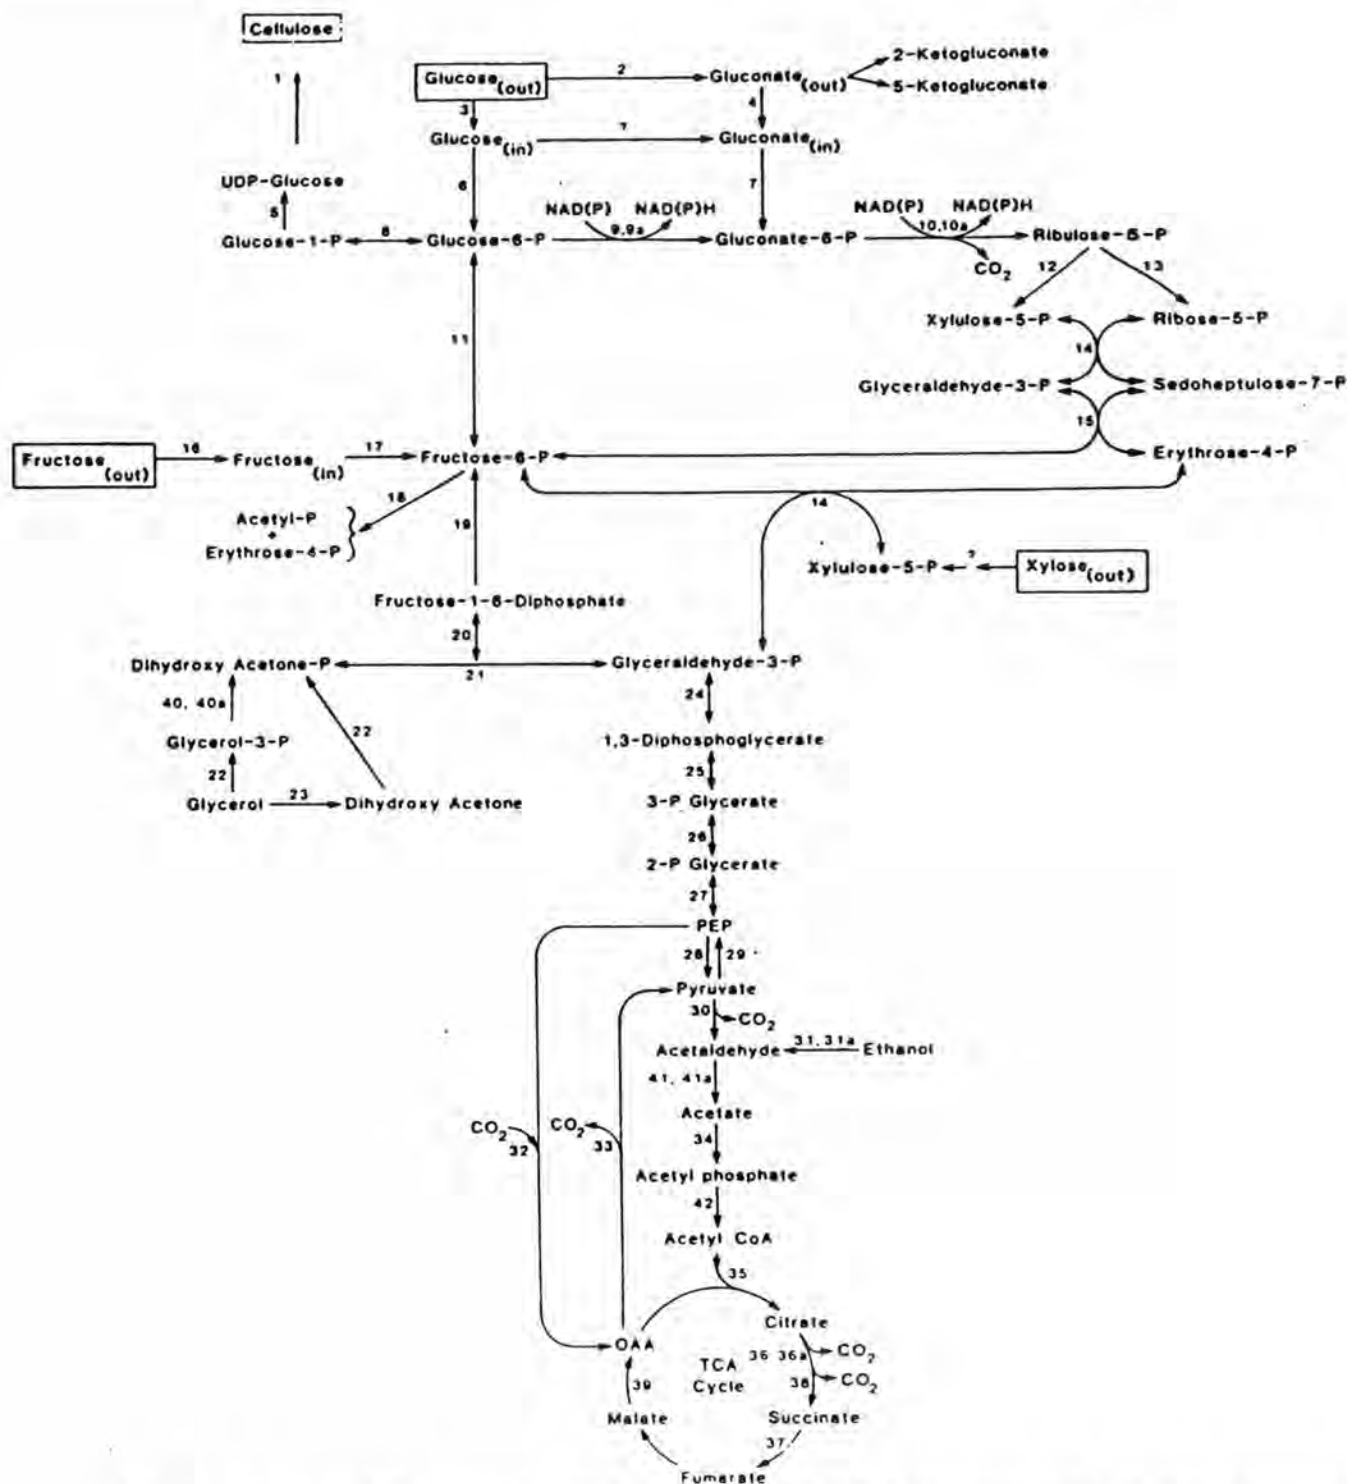 Cellulose
1
Glucose(out)
2
Gluconate(out)
2-Ketogluconate
5-Ketogluconate
3
4
Glucose(in)
?
Gluconate(in)
UDP-Glucose
6
7
5
NAD(P) NAD(P)H
NAD(P) NAD(P)H
Glucose-1-P
8
Glucose-6-P
9,9a
Gluconate-6-P
10,10a
Ribulose-5-P
CO2
12
13
11
Xylulose-5-P
Ribose-5-P
14
Glyceraldehyde-3-P
Sedoheptulose-7-P
15
Fructose(out)
16
Fructose(in)
17
Fructose-6-P
Erythrose-4-P
18
19
14
Acetyl-P
+
Erythrose-4-P
Xylulose-5-P
?
Xylose(out)
Fructose-1-6-Diphosphate
20
Dihydroxy Acetone-P
21
Glyceraldehyde-3-P
40, 40a
24
22
Glycerol-3-P
1,3-Diphosphoglycerate
22
25
Glycerol
23
Dihydroxy Acetone
3-P Glycerate
26
2-P Glycerate
27
PEP
28
29
Pyruvate
30
CO2
Acetaldehyde
31, 31a
Ethanol
41, 41a
Acetate
CO2
32
CO2
33
34
Acetyl phosphate
42
Acetyl CoA
35
Citrate
OAA
36 36a
CO2
TCA
Cycle
38
CO2
39
Malate
Succinate
37
Fumarate